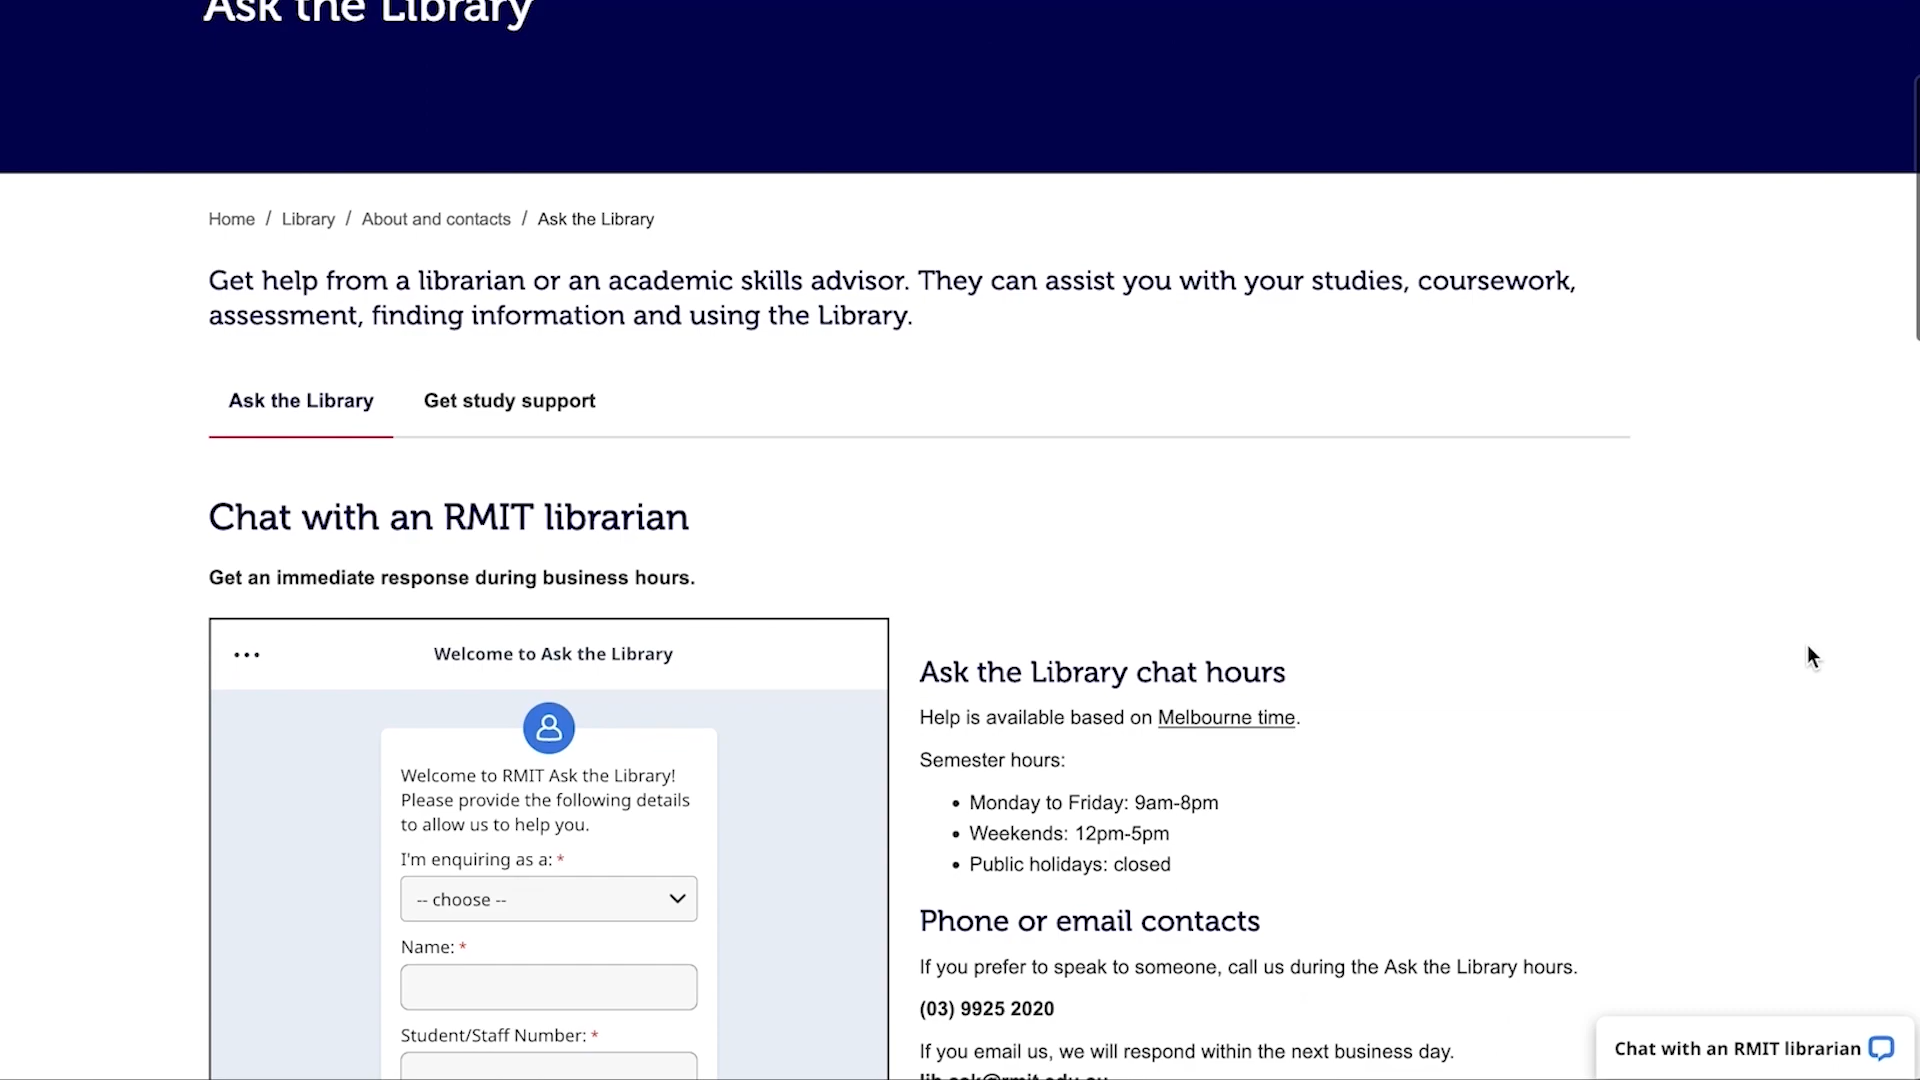 Ask the Library
Home / Library / About and contacts / Ask the Library
Get help from a librarian or an academic skills advisor. They can assist you with your studies, coursework,
assessment, finding information and using the Library.
Ask the Library
Get study support
Chat with an RMIT librarian
Get an immediate response during business hours.
Welcome to Ask the Library
Welcome to RMIT Ask the Library!
Please provide the following details
to allow us to help you.
I'm enquiring as a: *
-- choose --
Name: *
Student/Staff Number: *
Ask the Library chat hours
Help is available based on Melbourne time.
Semester hours:
• Monday to Friday: 9am-8pm
• Weekends: 12pm-5pm
• Public holidays: closed
Phone or email contacts
If you prefer to speak to someone, call us during the Ask the Library hours.
(03) 9925 2020
If you email us, we will respond within the next business day.
lib.ask@rmit.edu.au
Chat with an RMIT librarian